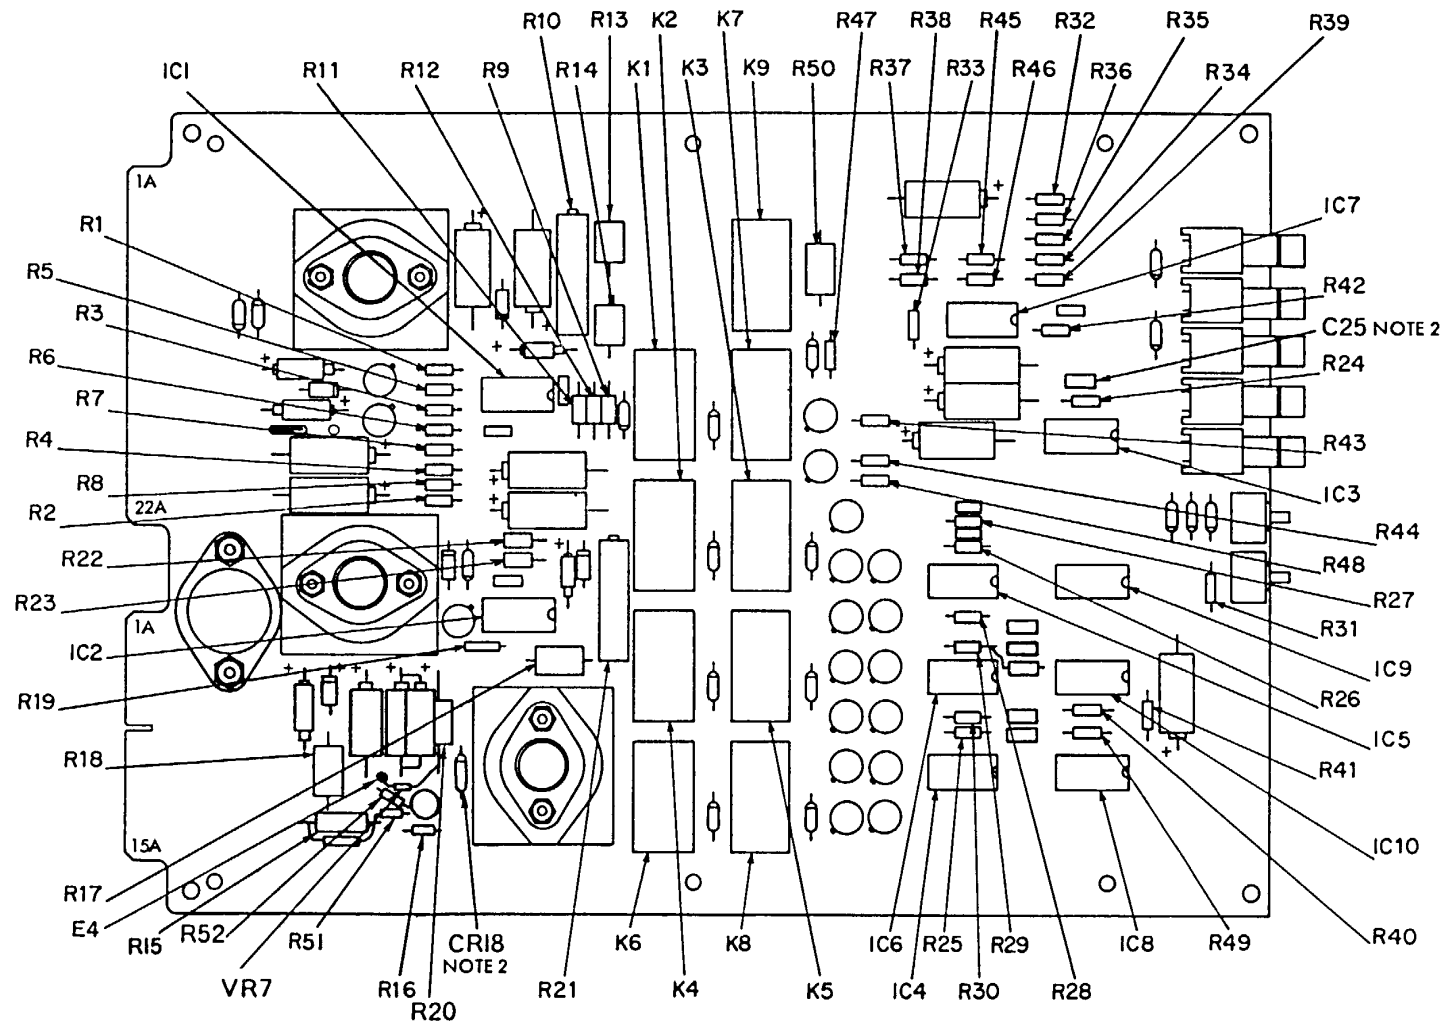 R10 R13 K2 K7 R47 R38 R45 R32 R35 R39
IC1 R11 R12 R9 R14 K1 K3 K9 R50 R37 R33 R46 R36 R34
1A
R1
IC7
R5
R42
R3
C25 NOTE 2
R6
R24
R7
R4
R43
R8
IC3
22A
R2
R44
R22
R48
R23
R27
1A
R31
IC2
IC9
R19
R26
IC5
R18
R41
15A
IC10
R17
E4
R15
R52
R51
CR18
NOTE 2
K6
K8
IC6
R25
R29
IC8
R49
R40
VR7
R16
R20
R21
K4
K5
IC4
R30
R28